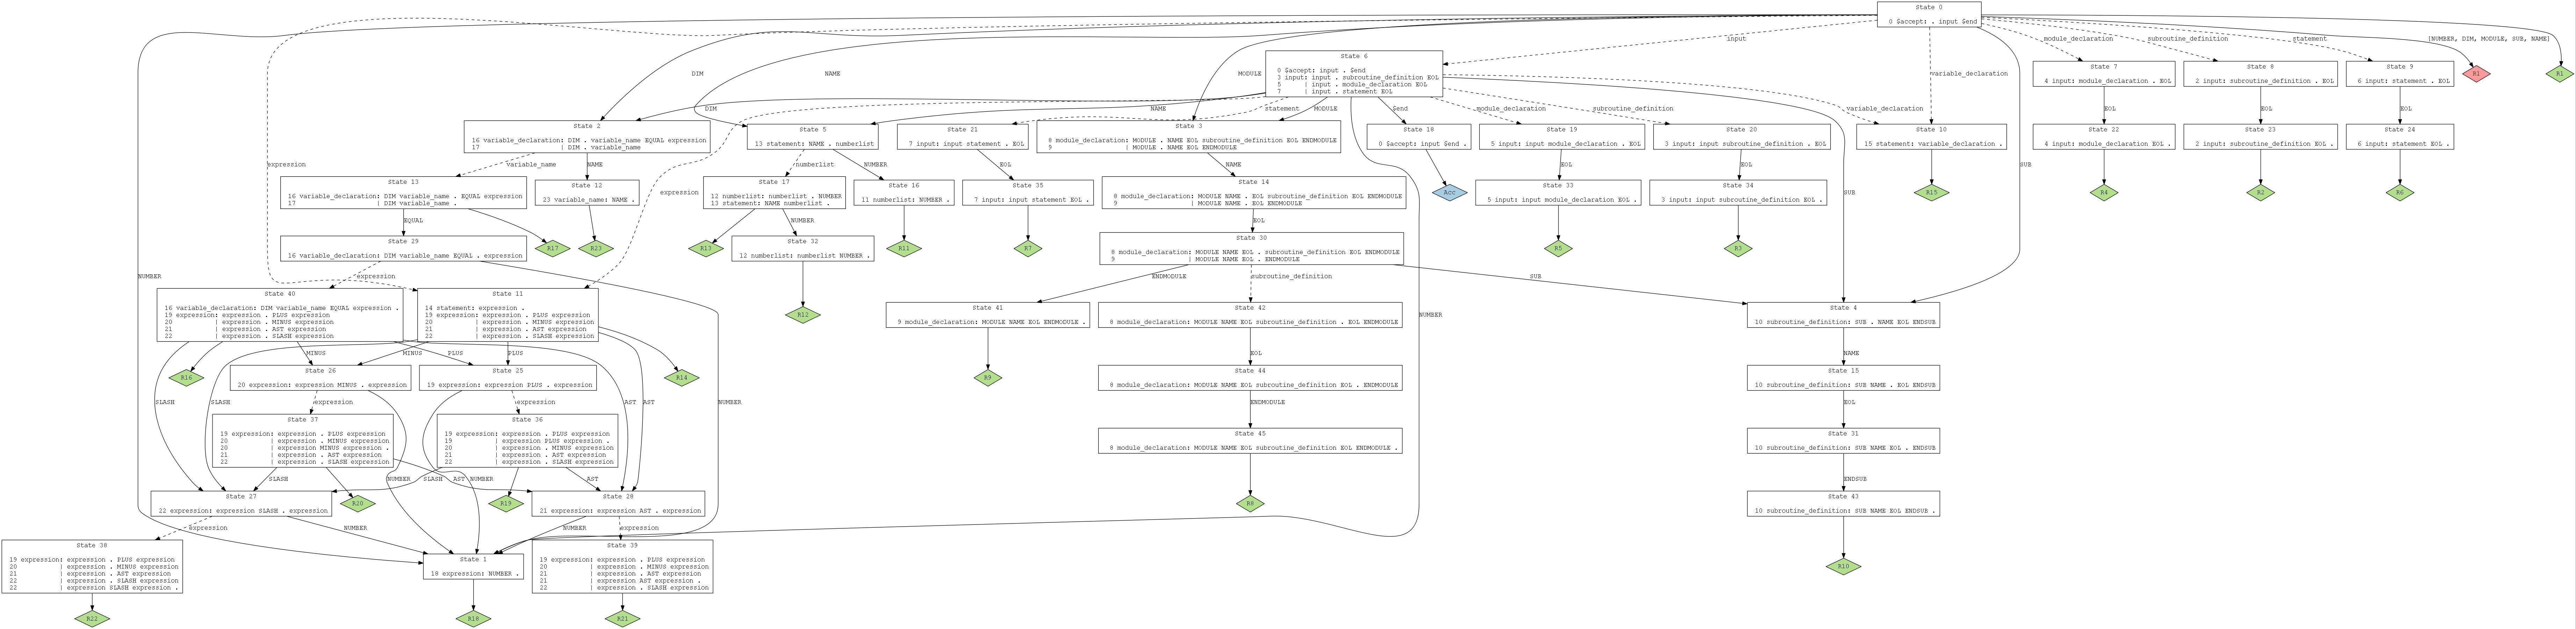 State 0
0 $accept: . input $end
input
module_declaration
subroutine_definition
statement
[NUMBER, DIM, MODULE, SUB, NAME]
variable_declaration
DIM
NAME
MODULE
expression
NUMBER
SUB
R1
R1
State 6
0 $accept: input . $end
3 input: input . subroutine_definition EOL
5 | input . module_declaration EOL
7 | input . statement EOL
DIM
NAME
statement
MODULE
$end
module_declaration
subroutine_definition
variable_declaration
expression
NUMBER
SUB
State 7
4 input: module_declaration . EOL
EOL
State 8
2 input: subroutine_definition . EOL
EOL
State 9
6 input: statement . EOL
EOL
State 2
16 variable_declaration: DIM . variable_name EQUAL expression
17 | DIM . variable_name
variable_name
NAME
State 5
13 statement: NAME . numberlist
numberlist
NUMBER
State 21
7 input: input statement . EOL
EOL
State 3
8 module_declaration: MODULE . NAME EOL subroutine_definition EOL ENDMODULE
9 | MODULE . NAME EOL ENDMODULE
NAME
State 18
0 $accept: input $end .
Acc
State 19
5 input: input module_declaration . EOL
EOL
State 20
3 input: input subroutine_definition . EOL
EOL
State 10
15 statement: variable_declaration .
R15
State 22
4 input: module_declaration EOL .
R4
State 23
2 input: subroutine_definition EOL .
R2
State 24
6 input: statement EOL .
R6
State 13
16 variable_declaration: DIM variable_name . EQUAL expression
17 | DIM variable_name .
EQUAL
R17
State 12
23 variable_name: NAME .
R23
State 17
12 numberlist: numberlist . NUMBER
13 statement: NAME numberlist .
NUMBER
R13
State 16
11 numberlist: NUMBER .
R11
State 35
7 input: input statement EOL .
R7
State 14
8 module_declaration: MODULE NAME . EOL subroutine_definition EOL ENDMODULE
9 | MODULE NAME . EOL ENDMODULE
EOL
State 33
5 input: input module_declaration EOL .
R5
State 34
3 input: input subroutine_definition EOL .
R3
State 29
16 variable_declaration: DIM variable_name EQUAL . expression
expression
NUMBER
State 32
12 numberlist: numberlist NUMBER .
R12
State 30
8 module_declaration: MODULE NAME EOL . subroutine_definition EOL ENDMODULE
9 | MODULE NAME EOL . ENDMODULE
ENDMODULE
subroutine_definition
SUB
State 40
16 variable_declaration: DIM variable_name EQUAL expression .
19 expression: expression . PLUS expression
20 | expression . MINUS expression
21 | expression . AST expression
22 | expression . SLASH expression
MINUS
PLUS
SLASH
AST
R16
State 11
14 statement: expression .
19 expression: expression . PLUS expression
20 | expression . MINUS expression
21 | expression . AST expression
22 | expression . SLASH expression
MINUS
PLUS
SLASH
AST
R14
State 41
9 module_declaration: MODULE NAME EOL ENDMODULE .
R9
State 42
8 module_declaration: MODULE NAME EOL subroutine_definition . EOL ENDMODULE
EOL
State 4
10 subroutine_definition: SUB . NAME EOL ENDSUB
NAME
State 26
20 expression: expression MINUS . expression
expression
NUMBER
State 25
19 expression: expression PLUS . expression
expression
NUMBER
State 44
8 module_declaration: MODULE NAME EOL subroutine_definition EOL . ENDMODULE
ENDMODULE
State 15
10 subroutine_definition: SUB NAME . EOL ENDSUB
EOL
State 37
19 expression: expression . PLUS expression
20 | expression . MINUS expression
20 | expression MINUS expression .
21 | expression . AST expression
22 | expression . SLASH expression
SLASH
AST
R20
State 36
19 expression: expression . PLUS expression
19 | expression PLUS expression .
20 | expression . MINUS expression
21 | expression . AST expression
22 | expression . SLASH expression
SLASH
AST
R19
State 45
8 module_declaration: MODULE NAME EOL subroutine_definition EOL ENDMODULE .
R8
State 31
10 subroutine_definition: SUB NAME EOL . ENDSUB
ENDSUB
State 27
22 expression: expression SLASH . expression
expression
NUMBER
State 28
21 expression: expression AST . expression
NUMBER
expression
State 43
10 subroutine_definition: SUB NAME EOL ENDSUB .
R10
State 38
19 expression: expression . PLUS expression
20 | expression . MINUS expression
21 | expression . AST expression
22 | expression . SLASH expression
22 | expression SLASH expression .
R22
State 1
18 expression: NUMBER .
R18
State 39
19 expression: expression . PLUS expression
20 | expression . MINUS expression
21 | expression . AST expression
21 | expression AST expression .
22 | expression . SLASH expression
R21